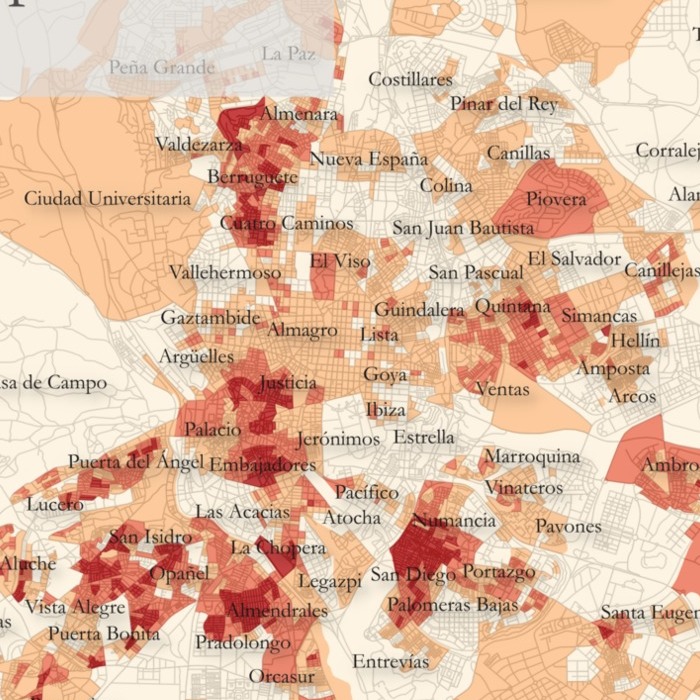 La Paz
Peña Grande
Costillares
Pinar del Rey
Almenara
Valdezarza
Nueva España
Canillas
Corralej
Berruguete
Colina
Ciudad Universitaria
Piovera
Alar
Cuatro Caminos
San Juan Bautista
El Viso
El Salvador
Vallehermoso
San Pascual
Canillejas
Guindalera
Quintana
Gaztambide
Simancas
Almagro
Lista
Hellín
Argüelles
Amposta
Goya
sa de Campo
Justicia
Ventas
Arcos
Ibiza
Palacio
Jerónimos
Estrella
Marroquina
Puerta del Ángel
Embajadores
Ambro
Vinateros
Pacífico
Lucero
Las Acacias
Atocha
Numancia
Pavones
San Isidro
La Chopera
Aluche
Opañel
Legazpi
San Diego
Portazgo
Vista Alegre
Almendrales
Palomeras Bajas
Santa Eugen
as
Puerta Bonita
Pradolongo
Entrevías
Orcasur